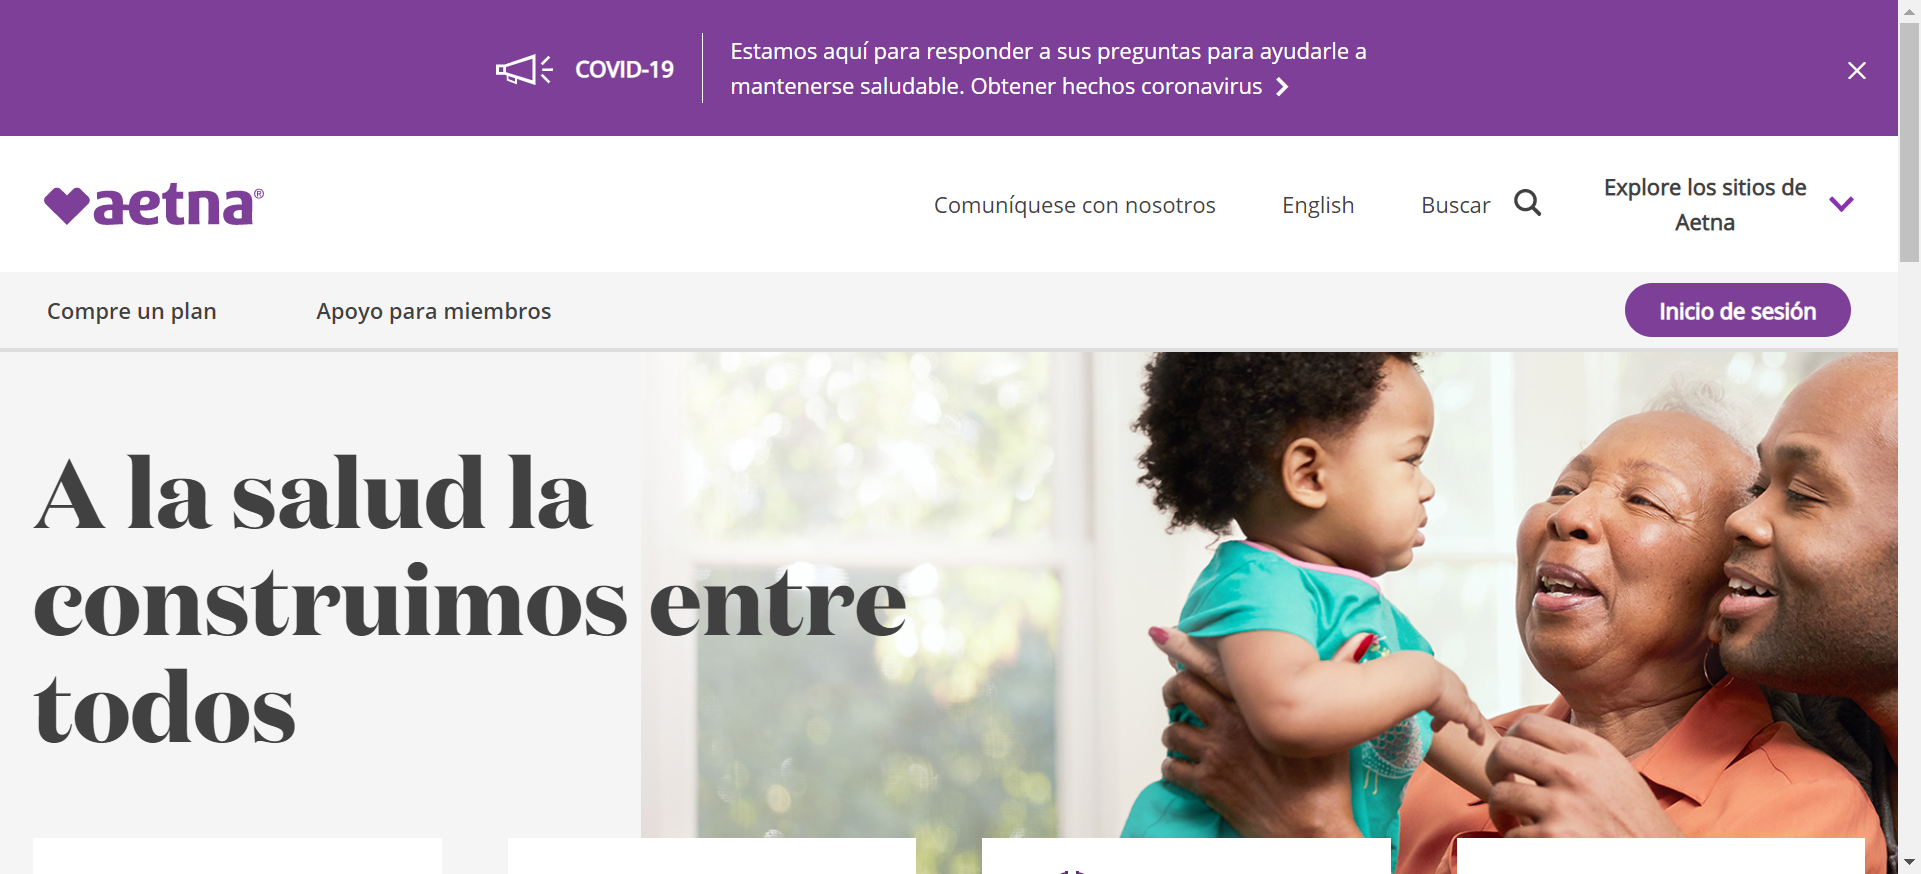 COVID-19
Estamos aquí para responder a sus preguntas para ayudarle a
mantenerse saludable. Obtener hechos coronavirus
aetna®
Comuníquese con nosotros
English
Buscar
Explore los sitios de
Aetna
Compre un plan
Apoyo para miembros
Inicio de sesión
A la salud la
construimos entre
todos